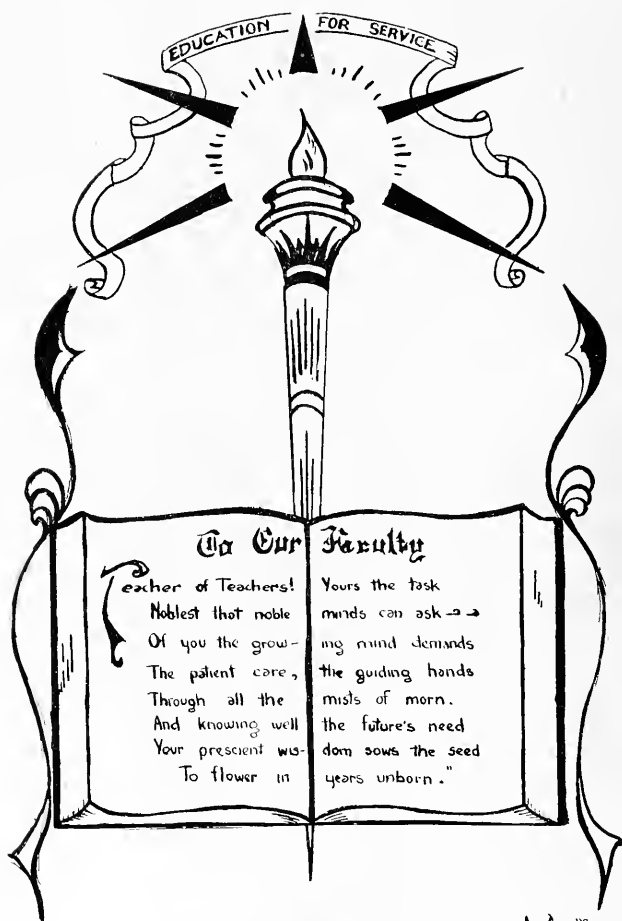 EDUCATION FOR SERVICE
To Our Faculty
Teacher of Teachers! Yours the task
Noblest that noble minds can ask
Of you the grow- ing mind demands
The patient care, the guiding hands
Through all the mists of morn.
And knowing well the future's need
Your prescient wis- dom sows the seed
To flower in years unborn."